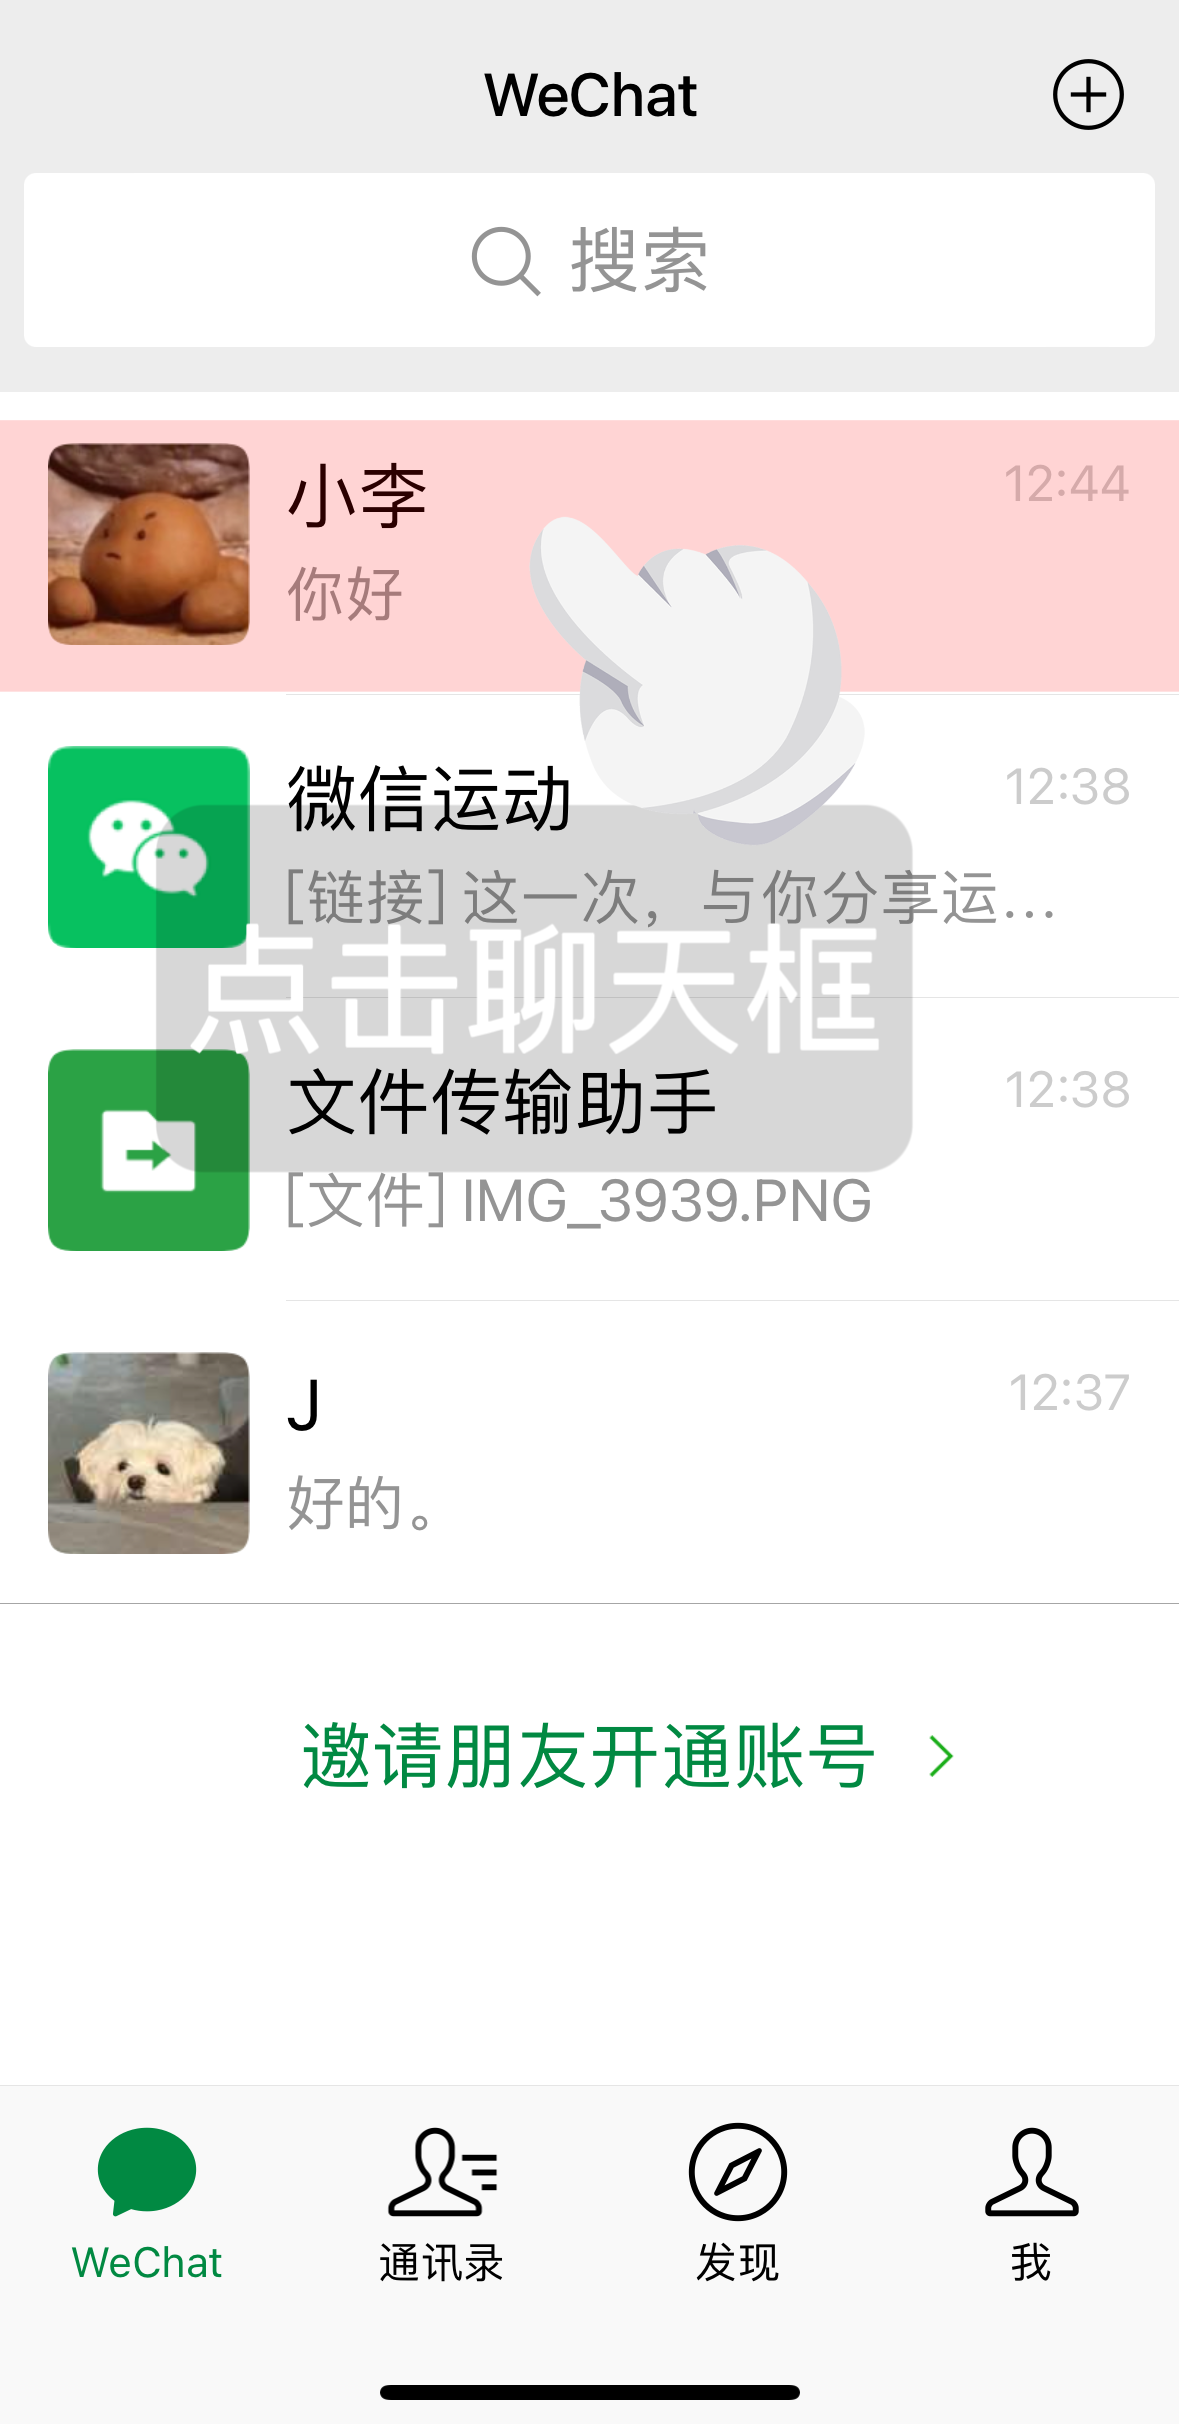 WeChat
搜索
小李
12:44
你好
微信运动
12:38
[链接] 这一次，与你分享运...
点击聊天框
文件传输助手
12:38
[文件] IMG_3939.PNG
J
12:37
好的。
邀请朋友开通账号
WeChat
通讯录
发现
我